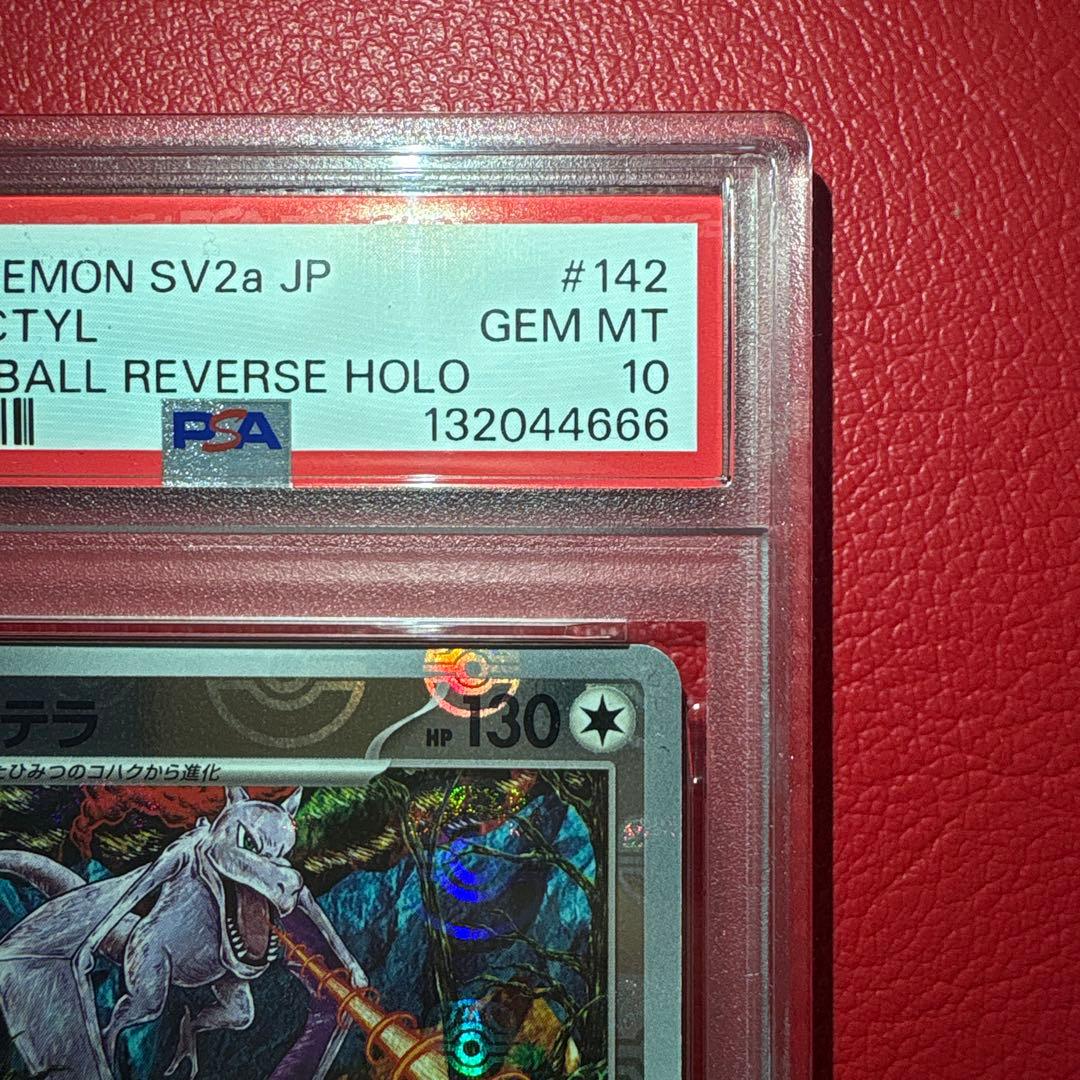 EMON SV2a JP #142
CTYL GEM MT
BALL REVERSE HOLO 10
PSA 132044666
テラ HP 130
ひみつのコハクから進化